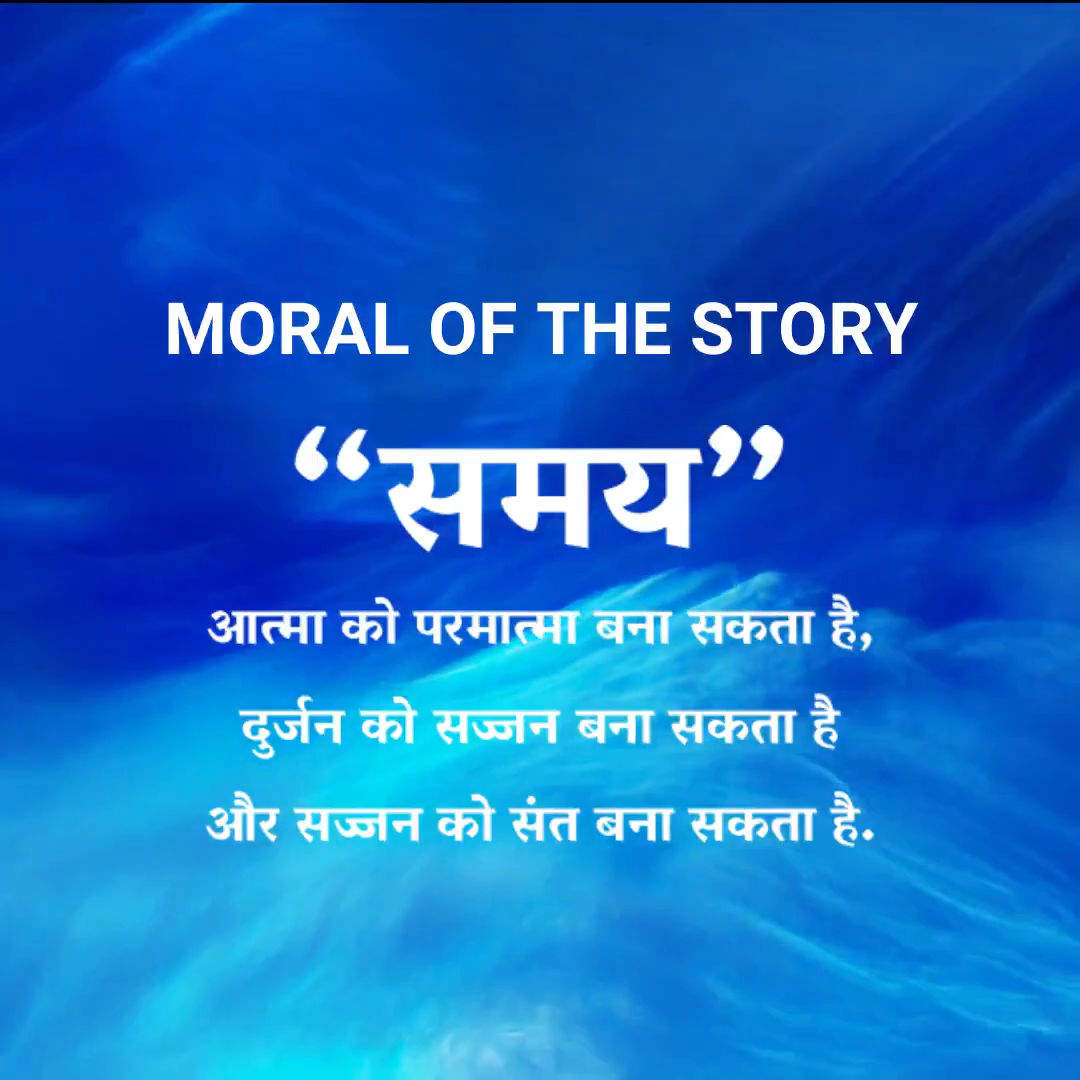 MORAL OF THE STORY
“समय”
आत्मा को परमात्मा बना सकता है,
दुर्जन को सज्जन बना सकता है
और सज्जन को संत बना सकता है.